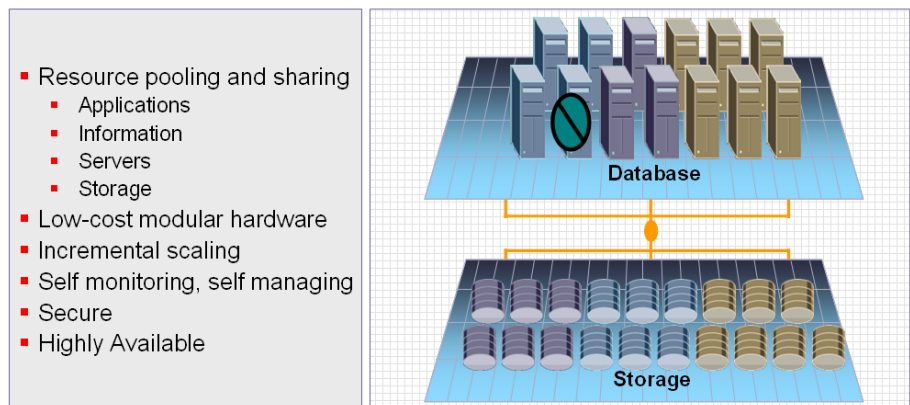 Resource pooling and sharing
Applications
Information
Servers
Storage
Low-cost modular hardware
Incremental scaling
Self monitoring, self managing
Secure
Highly Available
Database
Storage